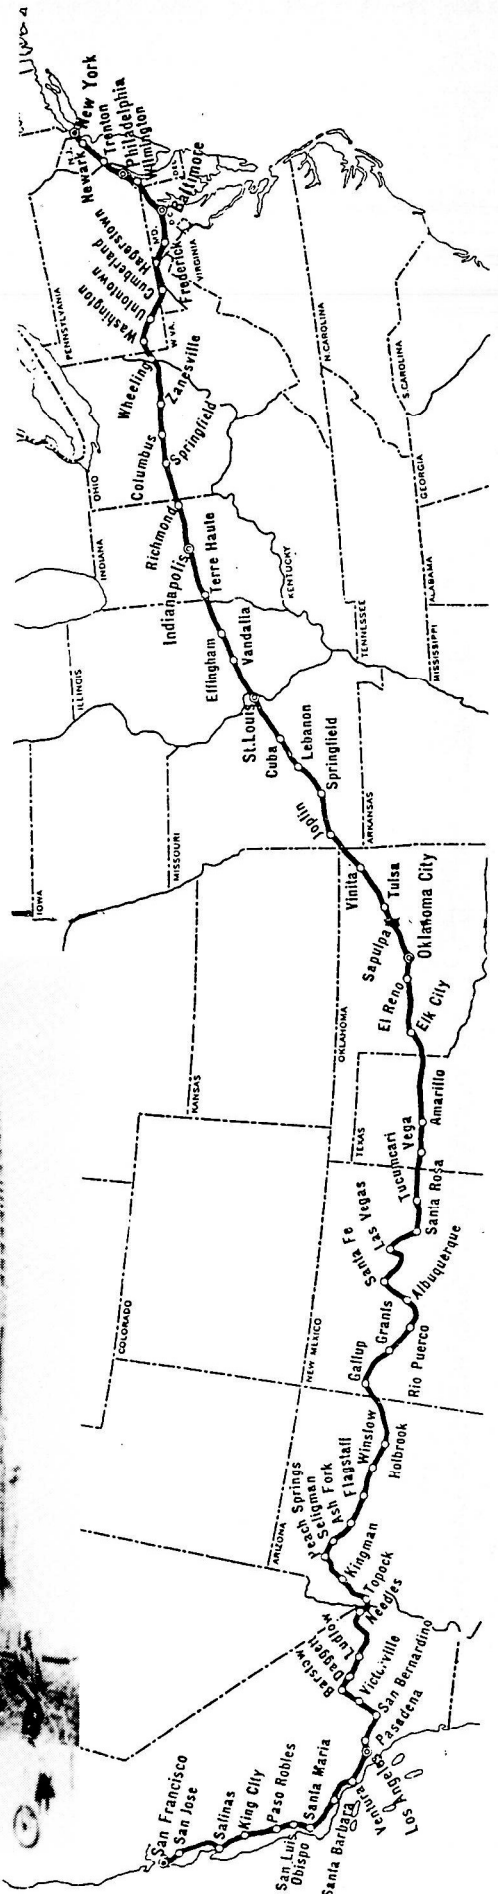 New York
Newark
N.J.
Trenton
Philadelphia
Wilmington
DEL.
Baltimore
D.C.
MD.
Frederick
Hagerstown
Cumberland
Uniontown
Washington
PENNSYLVANIA
VIRGINIA
W.VA.
Wheeling
Zanesville
Columbus
Springfield
OHIO
N.CAROLINA
S.CAROLINA
GEORGIA
Richmond
Indianapolis
Terre Haute
INDIANA
KENTUCKY
TENNESSEE
ALABAMA
MISSISSIPPI
Effingham
Vandalia
ILLINOIS
St.Louis
Cuba
Lebanon
Springfield
Joplin
MISSOURI
ARKANSAS
IOWA
Vinita
Tulsa
Sapulpa
Oklahoma City
El Reno
Elk City
OKLAHOMA
KANSAS
TEXAS
Amarillo
Vega
Tucumcari
Santa Rosa
Las Vegas
Santa Fe
Albuquerque
Rio Puerco
Grants
Gallup
NEW MEXICO
COLORADO
Holbrook
Winslow
Flagstaff
Ash Fork
Seligman
Peach Springs
ARIZONA
Kingman
Topock
Needles
Ludlow
Daggett
Barstow
Victorville
San Bernardino
Pasadena
Los Angeles
Ventura
Santa Barbara
Santa Maria
San Luis
Obispo
Paso Robles
King City
Salinas
San Jose
San Francisco